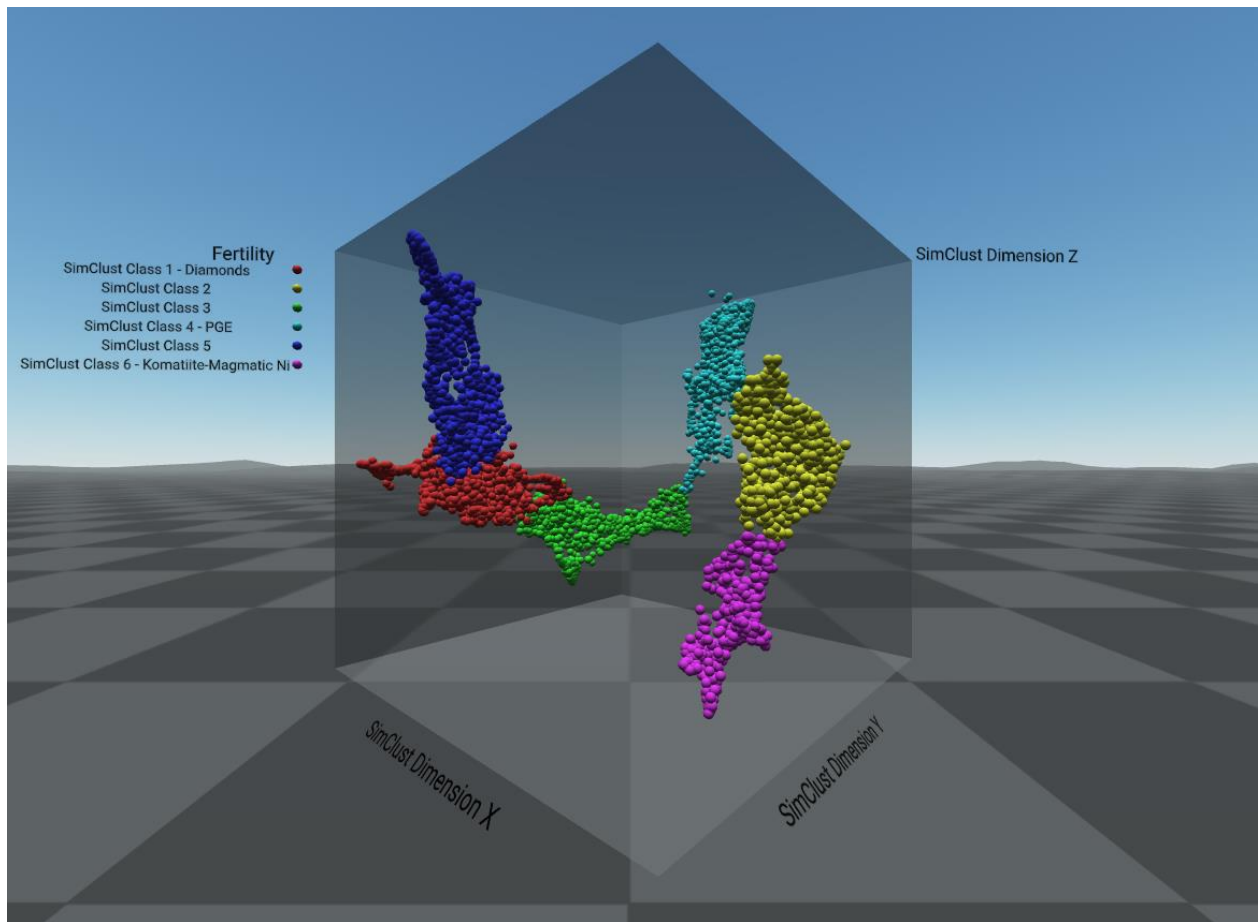 Fertility
SimClust Class 1 - Diamonds
SimClust Class 2
SimClust Class 3
SimClust Class 4 - PGE
SimClust Class 5
SimClust Class 6 - Komatiite-Magmatic Ni
SimClust Dimension Z
SimClust Dimension X
SimClust Dimension Y